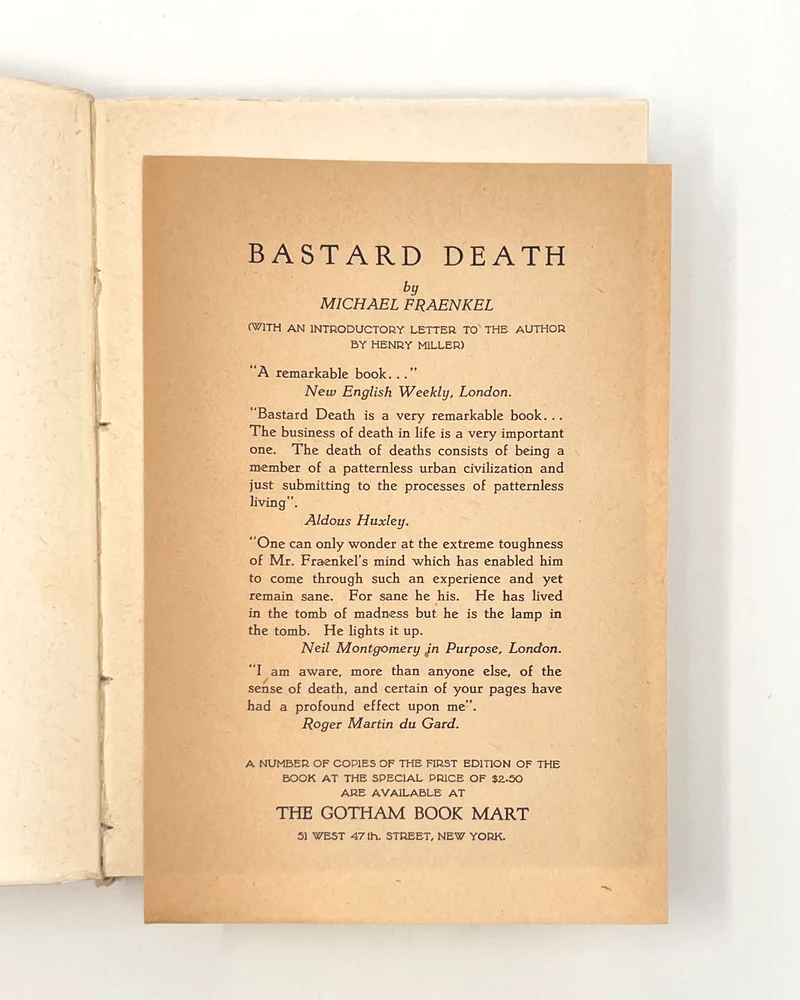 BASTARD DEATH
by
MICHAEL FRAENKEL
(WITH AN INTRODUCTORY LETTER TO THE AUTHOR
BY HENRY MILLER)
"A remarkable book..."
New English Weekly, London.
"Bastard Death is a very remarkable book...
The business of death in life is a very important
one. The death of deaths consists of being a
member of a patternless urban civilization and
just submitting to the processes of patternless
living".
Aldous Huxley.
"One can only wonder at the extreme toughness
of Mr. Fraenkel's mind which has enabled him
to come through such an experience and yet
remain sane. For sane he his. He has lived
in the tomb of madness but he is the lamp in
the tomb. He lights it up.
Neil Montgomery in Purpose, London.
"I am aware, more than anyone else, of the
sense of death, and certain of your pages have
had a profound effect upon me".
Roger Martin du Gard.
A NUMBER OF COPIES OF THE FIRST EDITION OF THE
BOOK AT THE SPECIAL PRICE OF $2.50
ARE AVAILABLE AT
THE GOTHAM BOOK MART
51 WEST 47th. STREET, NEW YORK.